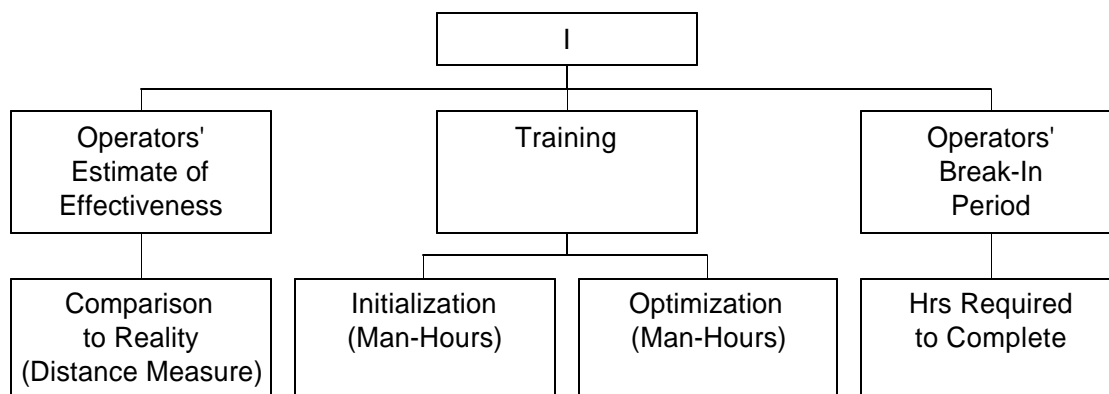 I
Operators'
Estimate of
Effectiveness
Training
Operators'
Break-In
Period
Comparison
to Reality
(Distance Measure)
Initialization
(Man-Hours)
Optimization
(Man-Hours)
Hrs Required
to Complete